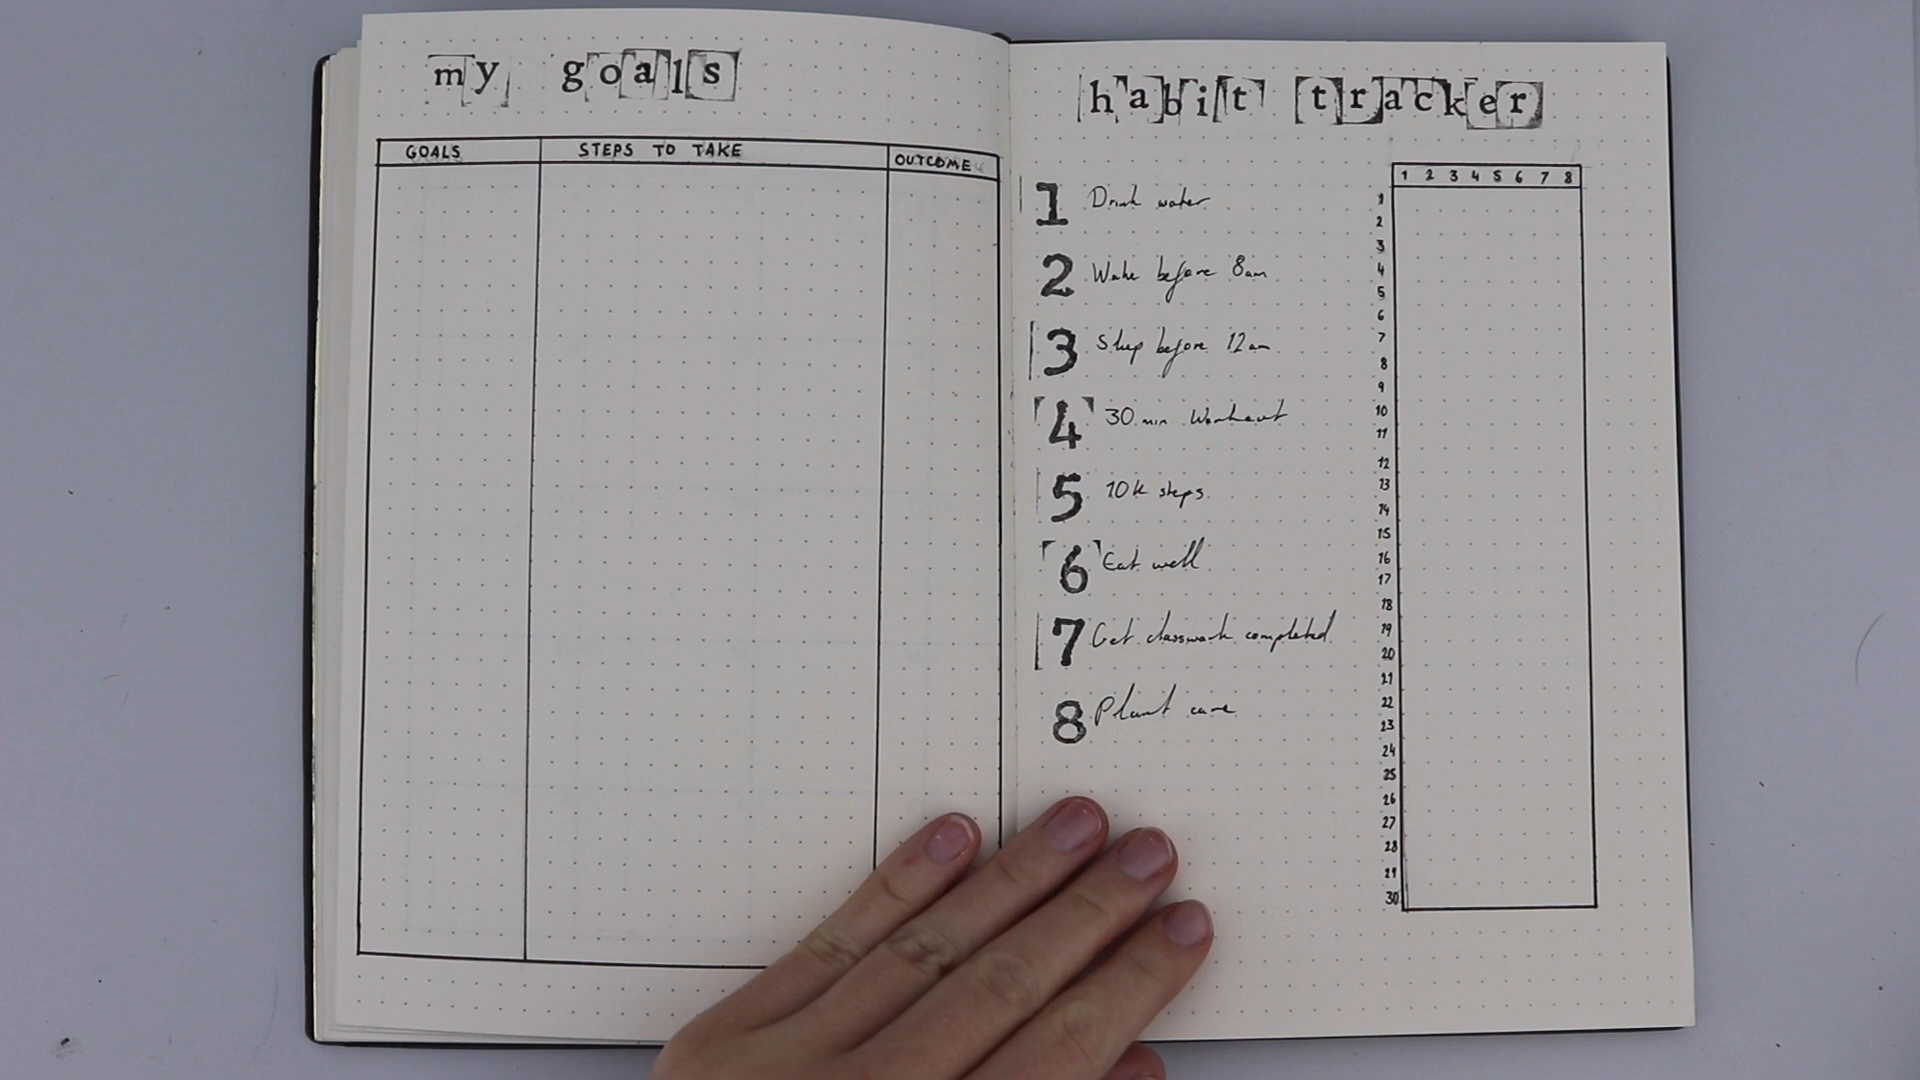 my goals
GOALS STEPS TO TAKE OUTCOME
habit tracker
1 Drink water
2 Wake before 8am
3 Sleep before 12am
4 30 min Workout
5 10k steps
6 Eat well
7 Get classwork completed
8 Plant care
1 2 3 4 5 6 7 8
1
2
3
4
5
6
7
8
9
10
11
12
13
14
15
16
17
18
19
20
21
22
23
24
25
26
27
28
29
30